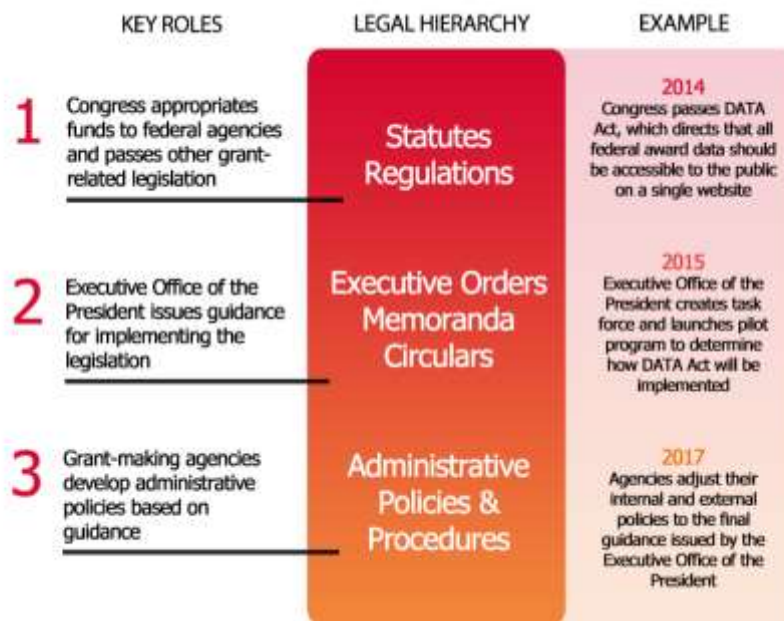 KEY ROLES
LEGAL HIERARCHY
EXAMPLE
1
Congress appropriates
funds to federal agencies
and passes other grant-
related legislation
Statutes
Regulations
2014
Congress passes DATA
Act, which directs that all
federal award data should
be accessible to the public
on a single website
2
Executive Office of the
President issues guidance
for implementing the
legislation
Executive Orders
Memoranda
Circulars
2015
Executive Office of the
President creates task
force and launches pilot
program to determine
how DATA Act will be
implemented
3
Grant-making agencies
develop administrative
policies based on
guidance
Administrative
Policies &
Procedures
2017
Agencies adjust their
internal and external
policies to the final
guidance issued by the
Executive Office of the
President